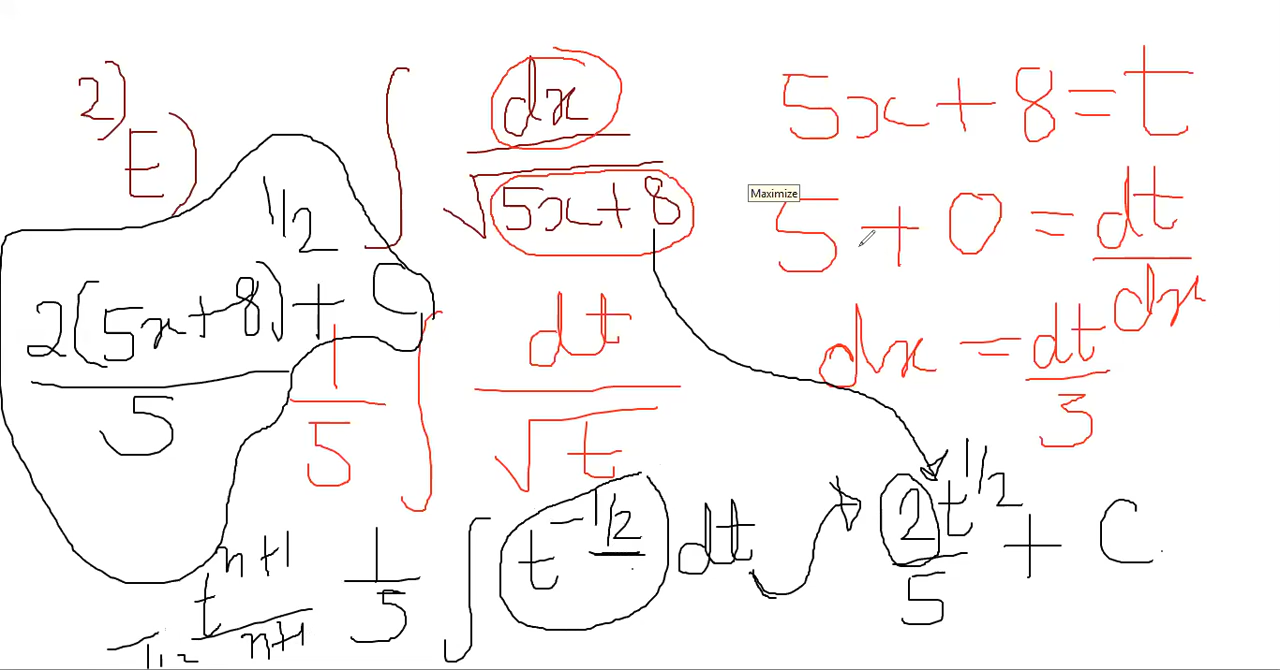 2) E) ∫ dx / √(5x+8)
5x+8=t
Maximize
5+0=dt/dx
dx=dt/3
2(5x+8)^1/2 / 5 + C
1/5 ∫ dt / √t
1/5 ∫ t^-1/2 dt
2t^1/2 / 5 + C
t^n+1 / n+1